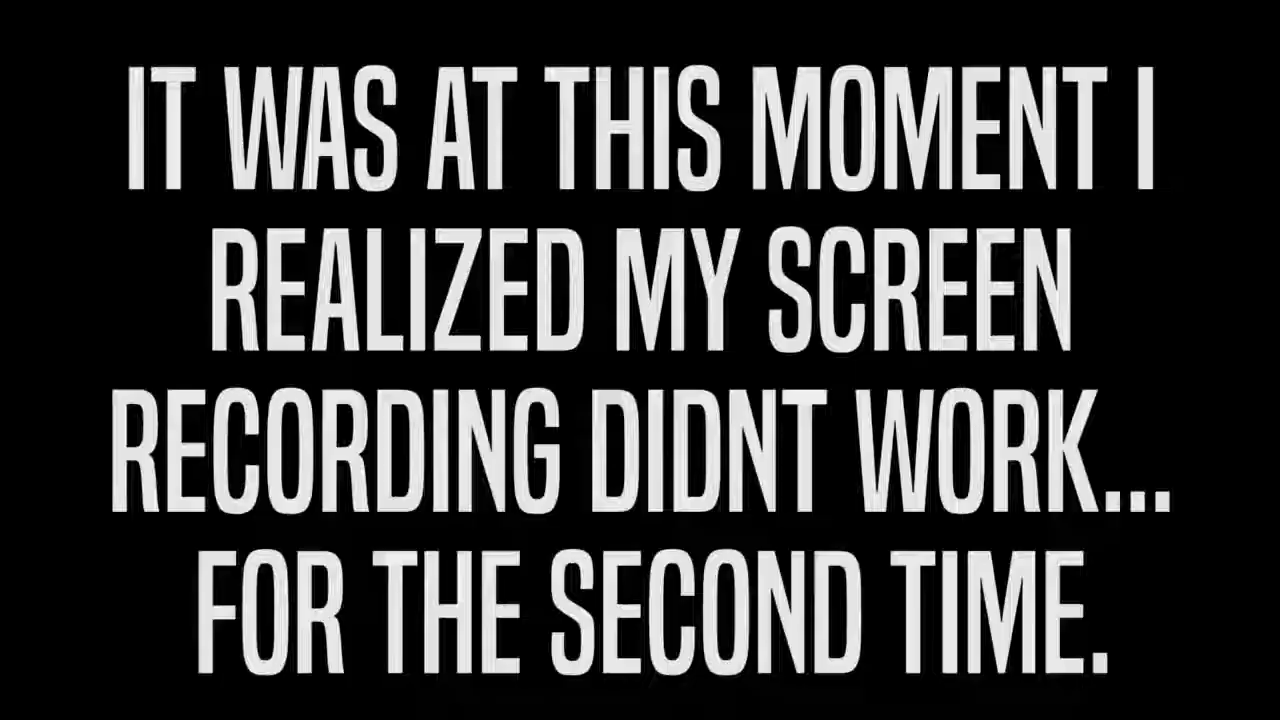 IT WAS AT THIS MOMENT I
REALIZED MY SCREEN
RECORDING DIDNT WORK...
FOR THE SECOND TIME.